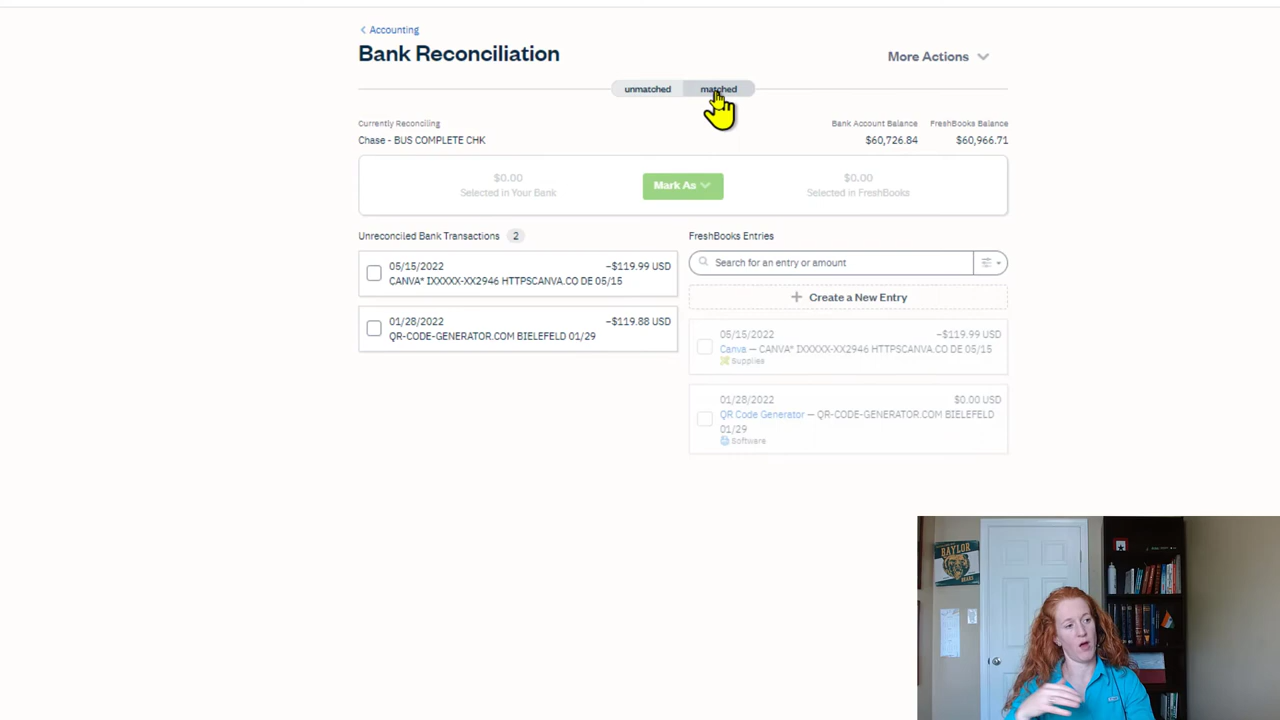 Accounting
Bank Reconciliation
More Actions
unmatched
matched
Currently Reconciling
Chase - BUS COMPLETE CHK
Bank Account Balance
$60,726.84
FreshBooks Balance
$60,966.71
$0.00
Selected in Your Bank
Mark As
$0.00
Selected in FreshBooks
Unreconciled Bank Transactions 2
05/15/2022 –$119.99 USD
CANVA* IXXXXX-XX2946 HTTPSCANVA.CO DE 05/15
01/28/2022 –$119.88 USD
QR-CODE-GENERATOR.COM BIELEFELD 01/29
FreshBooks Entries
Search for an entry or amount
+ Create a New Entry
05/15/2022 –$119.99 USD
Canva — CANVA* IXXXXX-XX2946 HTTPSCANVA.CO DE 05/15
Supplies
01/28/2022 $0.00 USD
QR Code Generator — QR-CODE-GENERATOR.COM BIELEFELD
01/29
Software
BAYLOR
BEARS